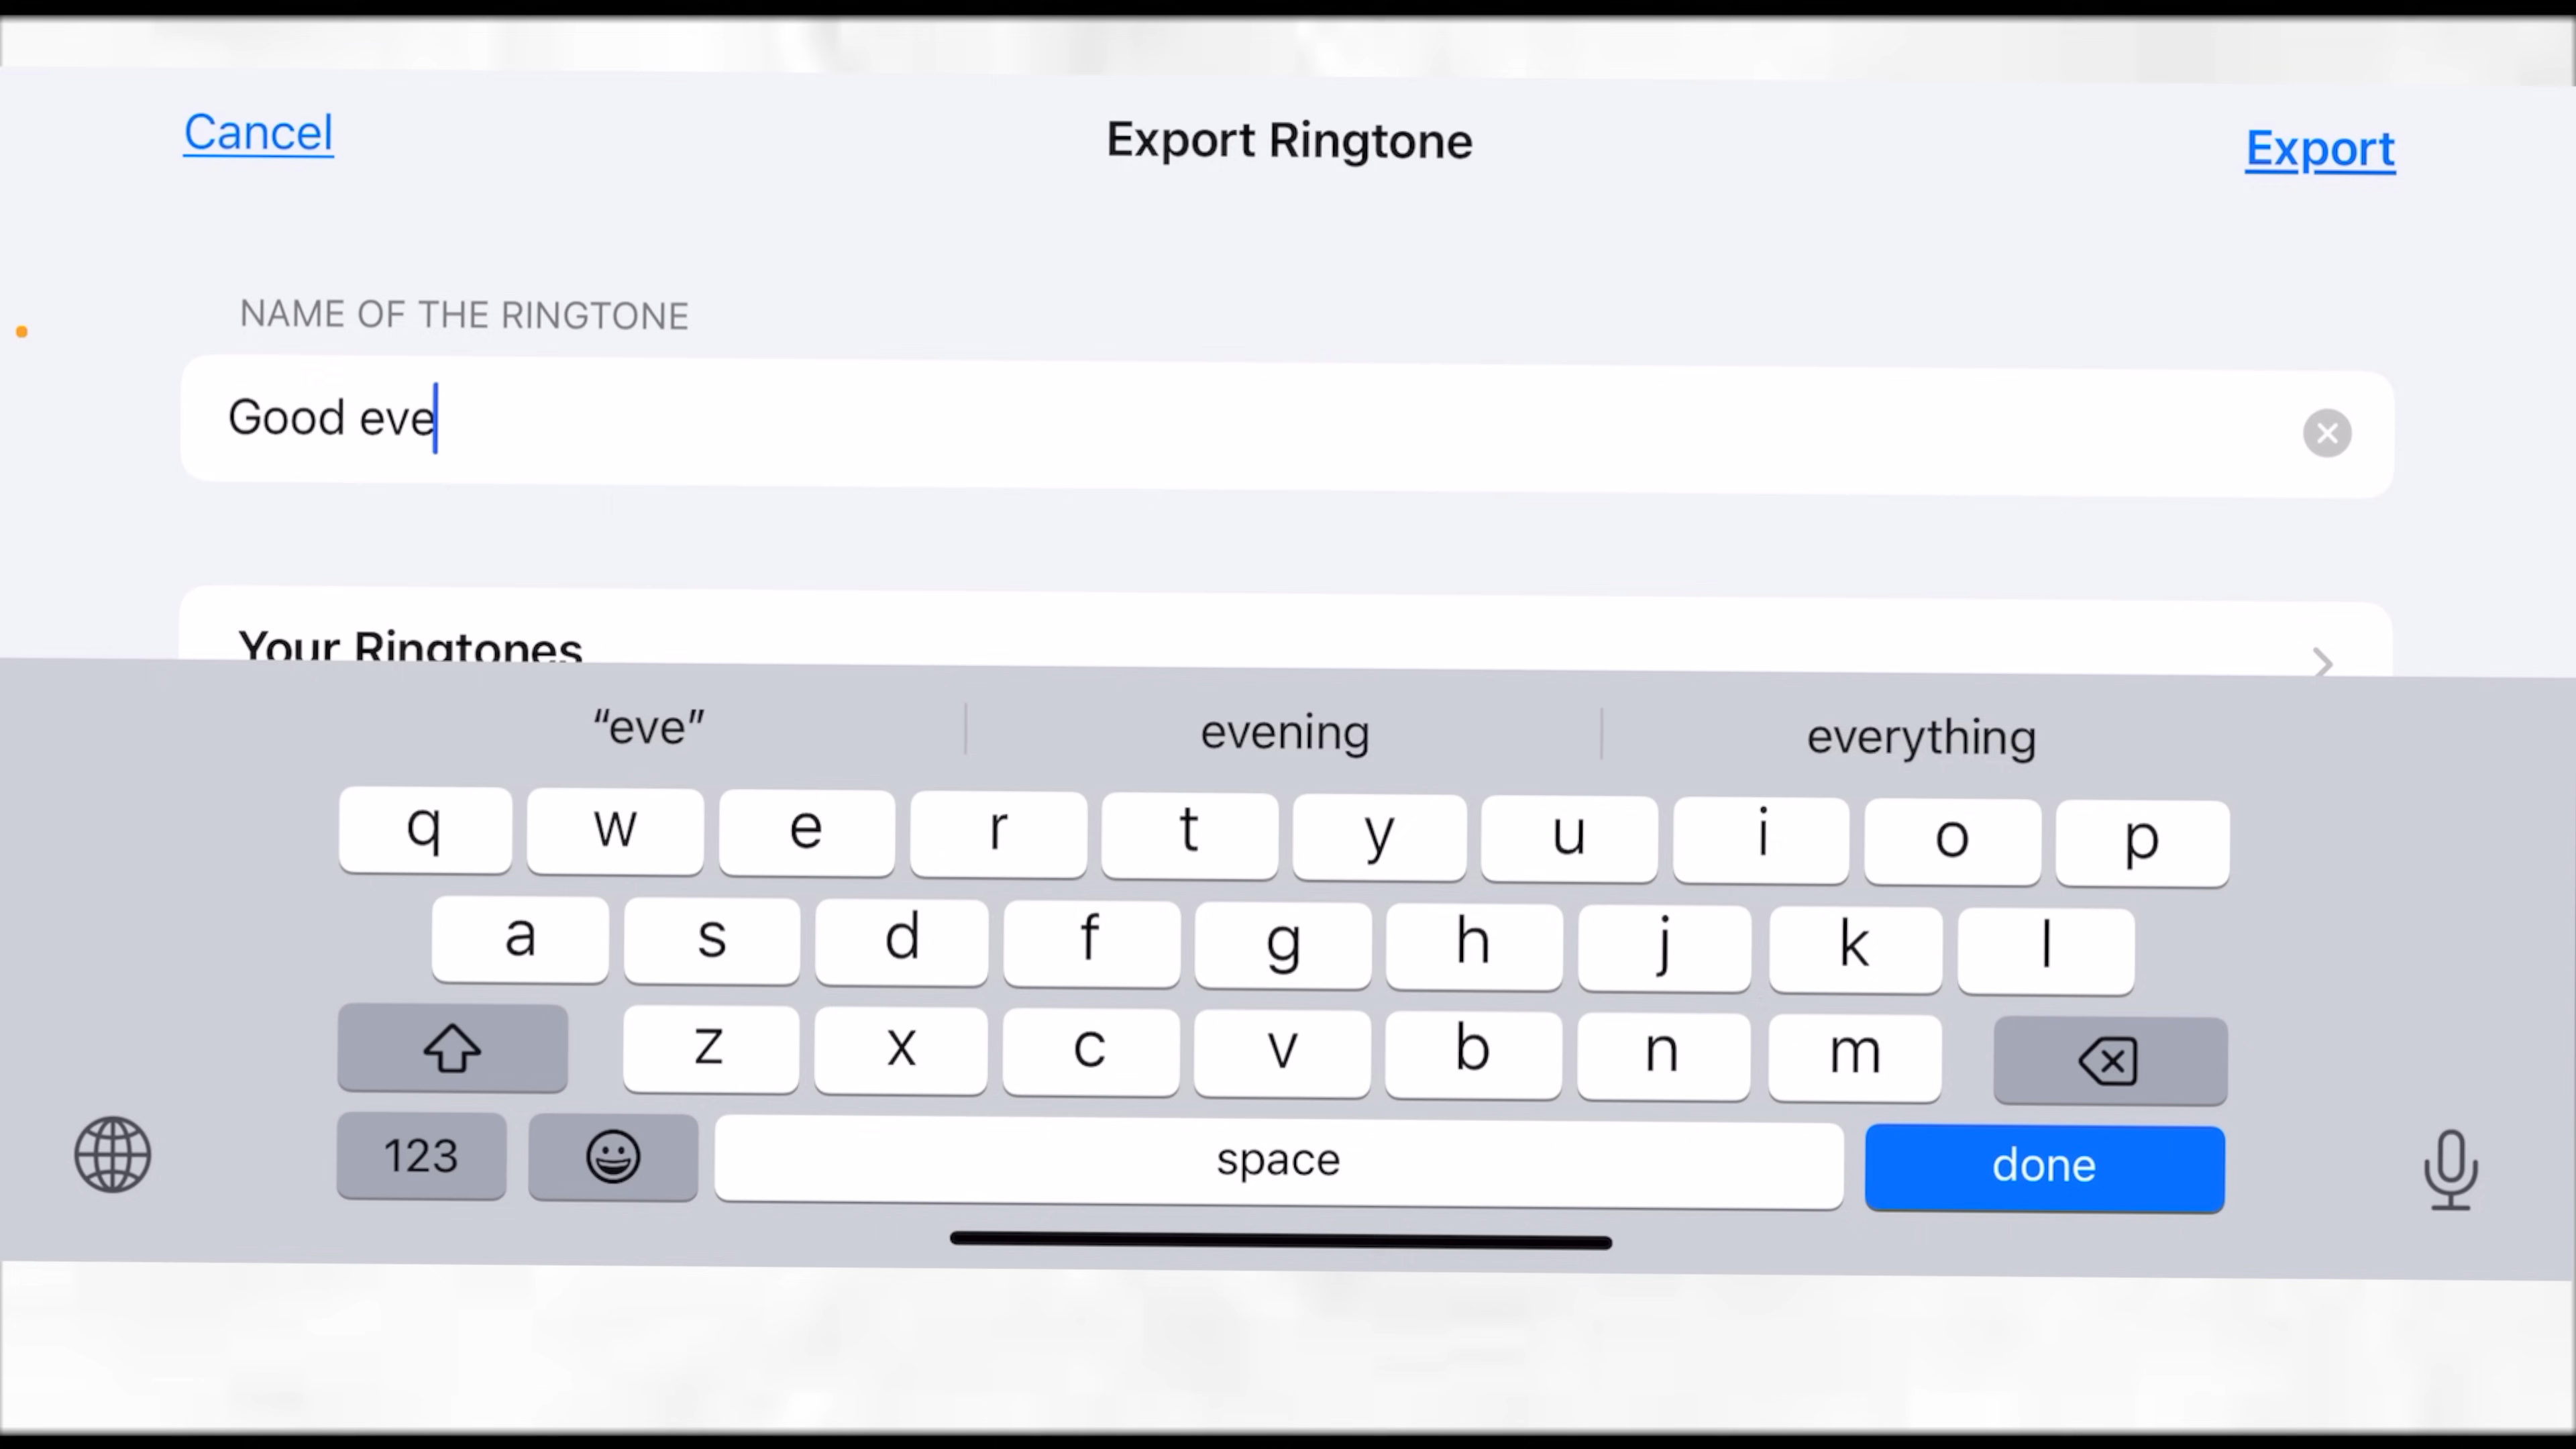 Cancel
Export Ringtone
Export
NAME OF THE RINGTONE
Good eve
Your Ringtones
“eve”
evening
everything
q w e r t y u i o p
a s d f g h j k l
z x c v b n m
123
space
done